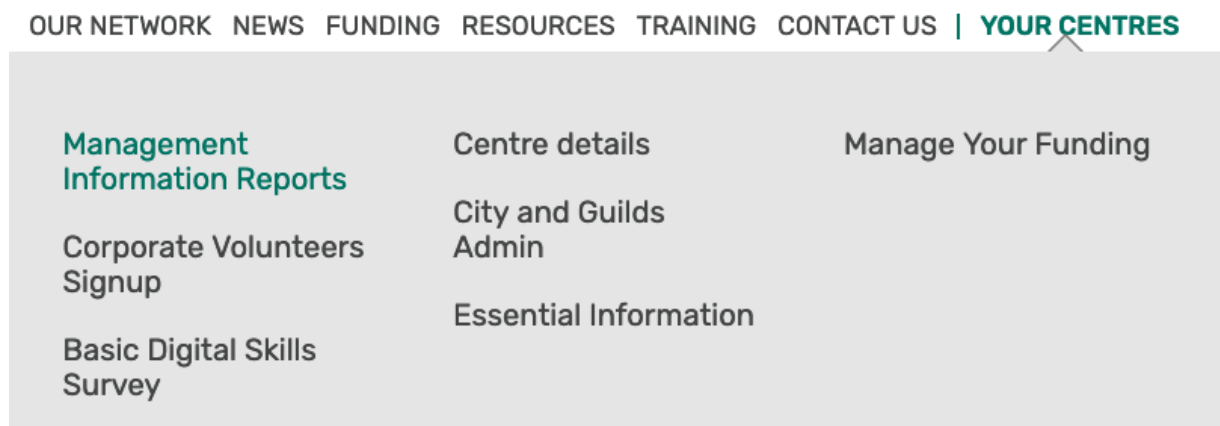 OUR NETWORK NEWS FUNDING RESOURCES TRAINING CONTACT US | YOUR CENTRES
Management
Information Reports
Corporate Volunteers
Signup
Basic Digital Skills
Survey
Centre details
City and Guilds
Admin
Essential Information
Manage Your Funding